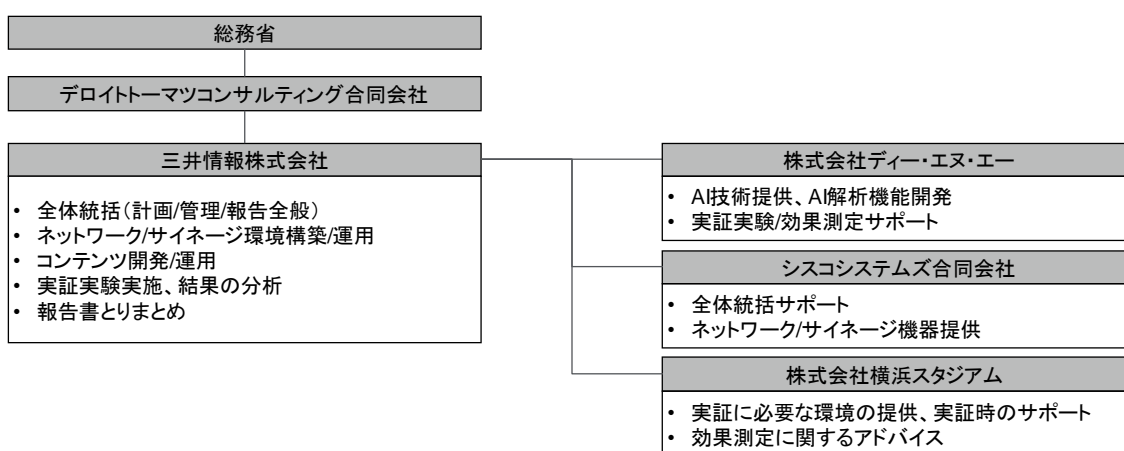 総務省
デロイトトーマツコンサルティング合同会社
三井情報株式会社
• 全体統括(計画/管理/報告全般)
• ネットワーク/サイネージ環境構築/運用
• コンテンツ開発/運用
• 実証実験実施、結果の分析
• 報告書とりまとめ
株式会社ディー・エヌ・エー
• AI技術提供、AI解析機能開発
• 実証実験/効果測定サポート
シスコシステムズ合同会社
• 全体統括サポート
• ネットワーク/サイネージ機器提供
株式会社横浜スタジアム
• 実証に必要な環境の提供、実証時のサポート
• 効果測定に関するアドバイス